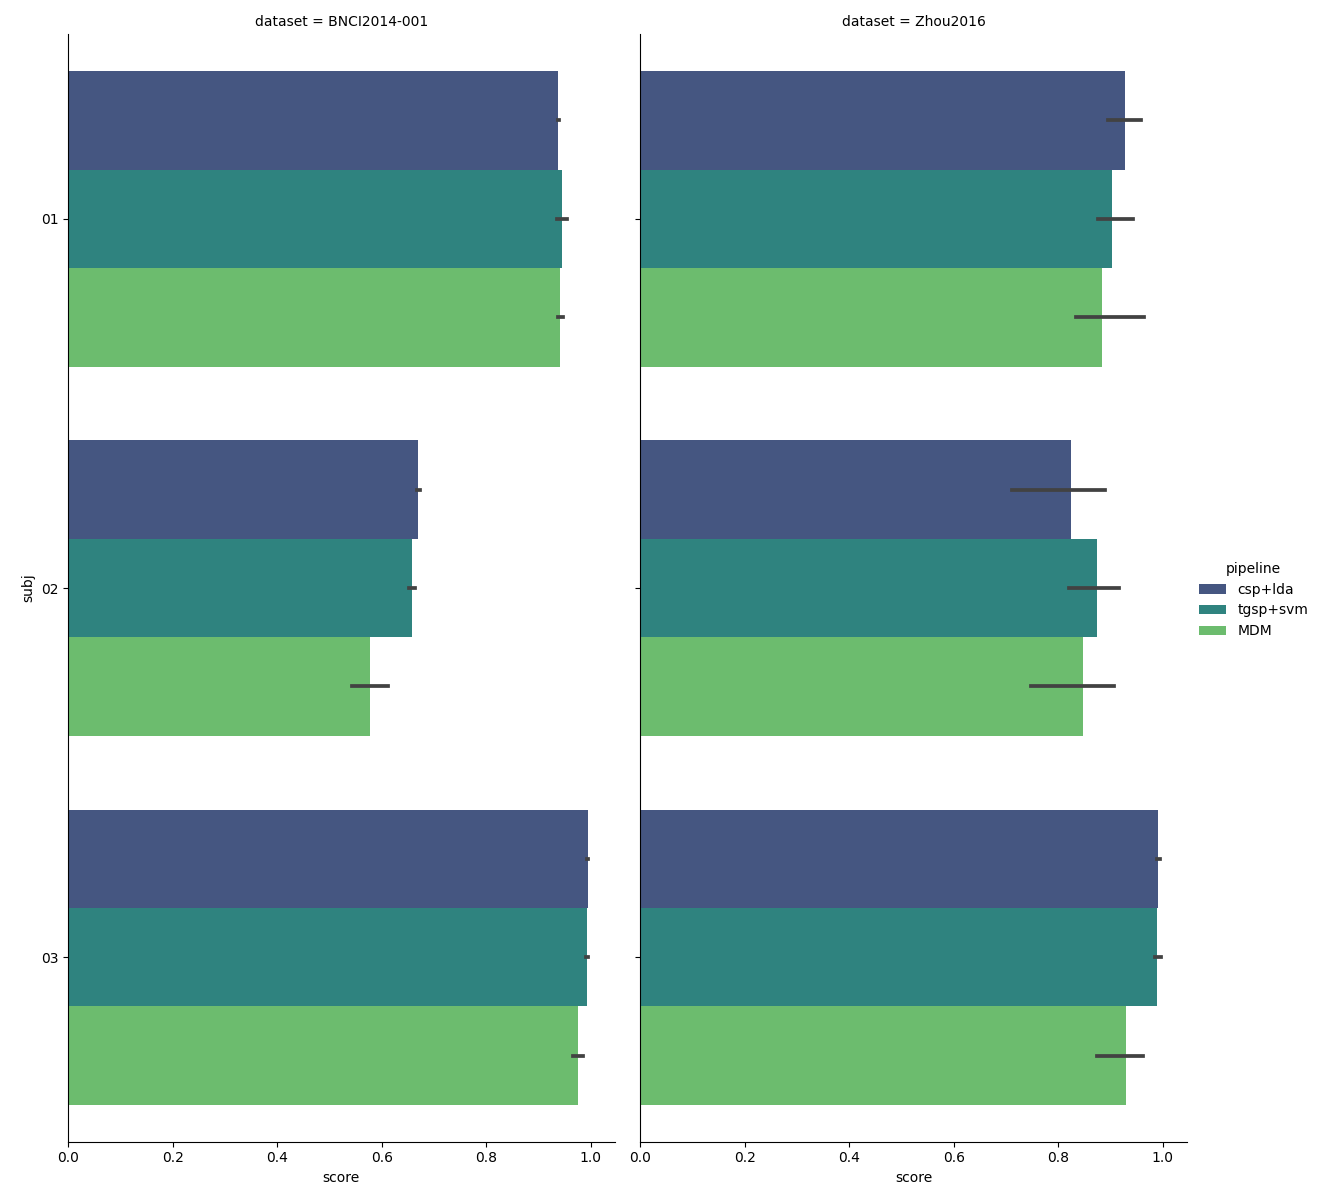 dataset = BNCI2014-001
dataset = Zhou2016
01
02
03
subj
0.0 0.2 0.4 0.6 0.8 1.0
score
0.0 0.2 0.4 0.6 0.8 1.0
score
pipeline
csp+lda
tgsp+svm
MDM